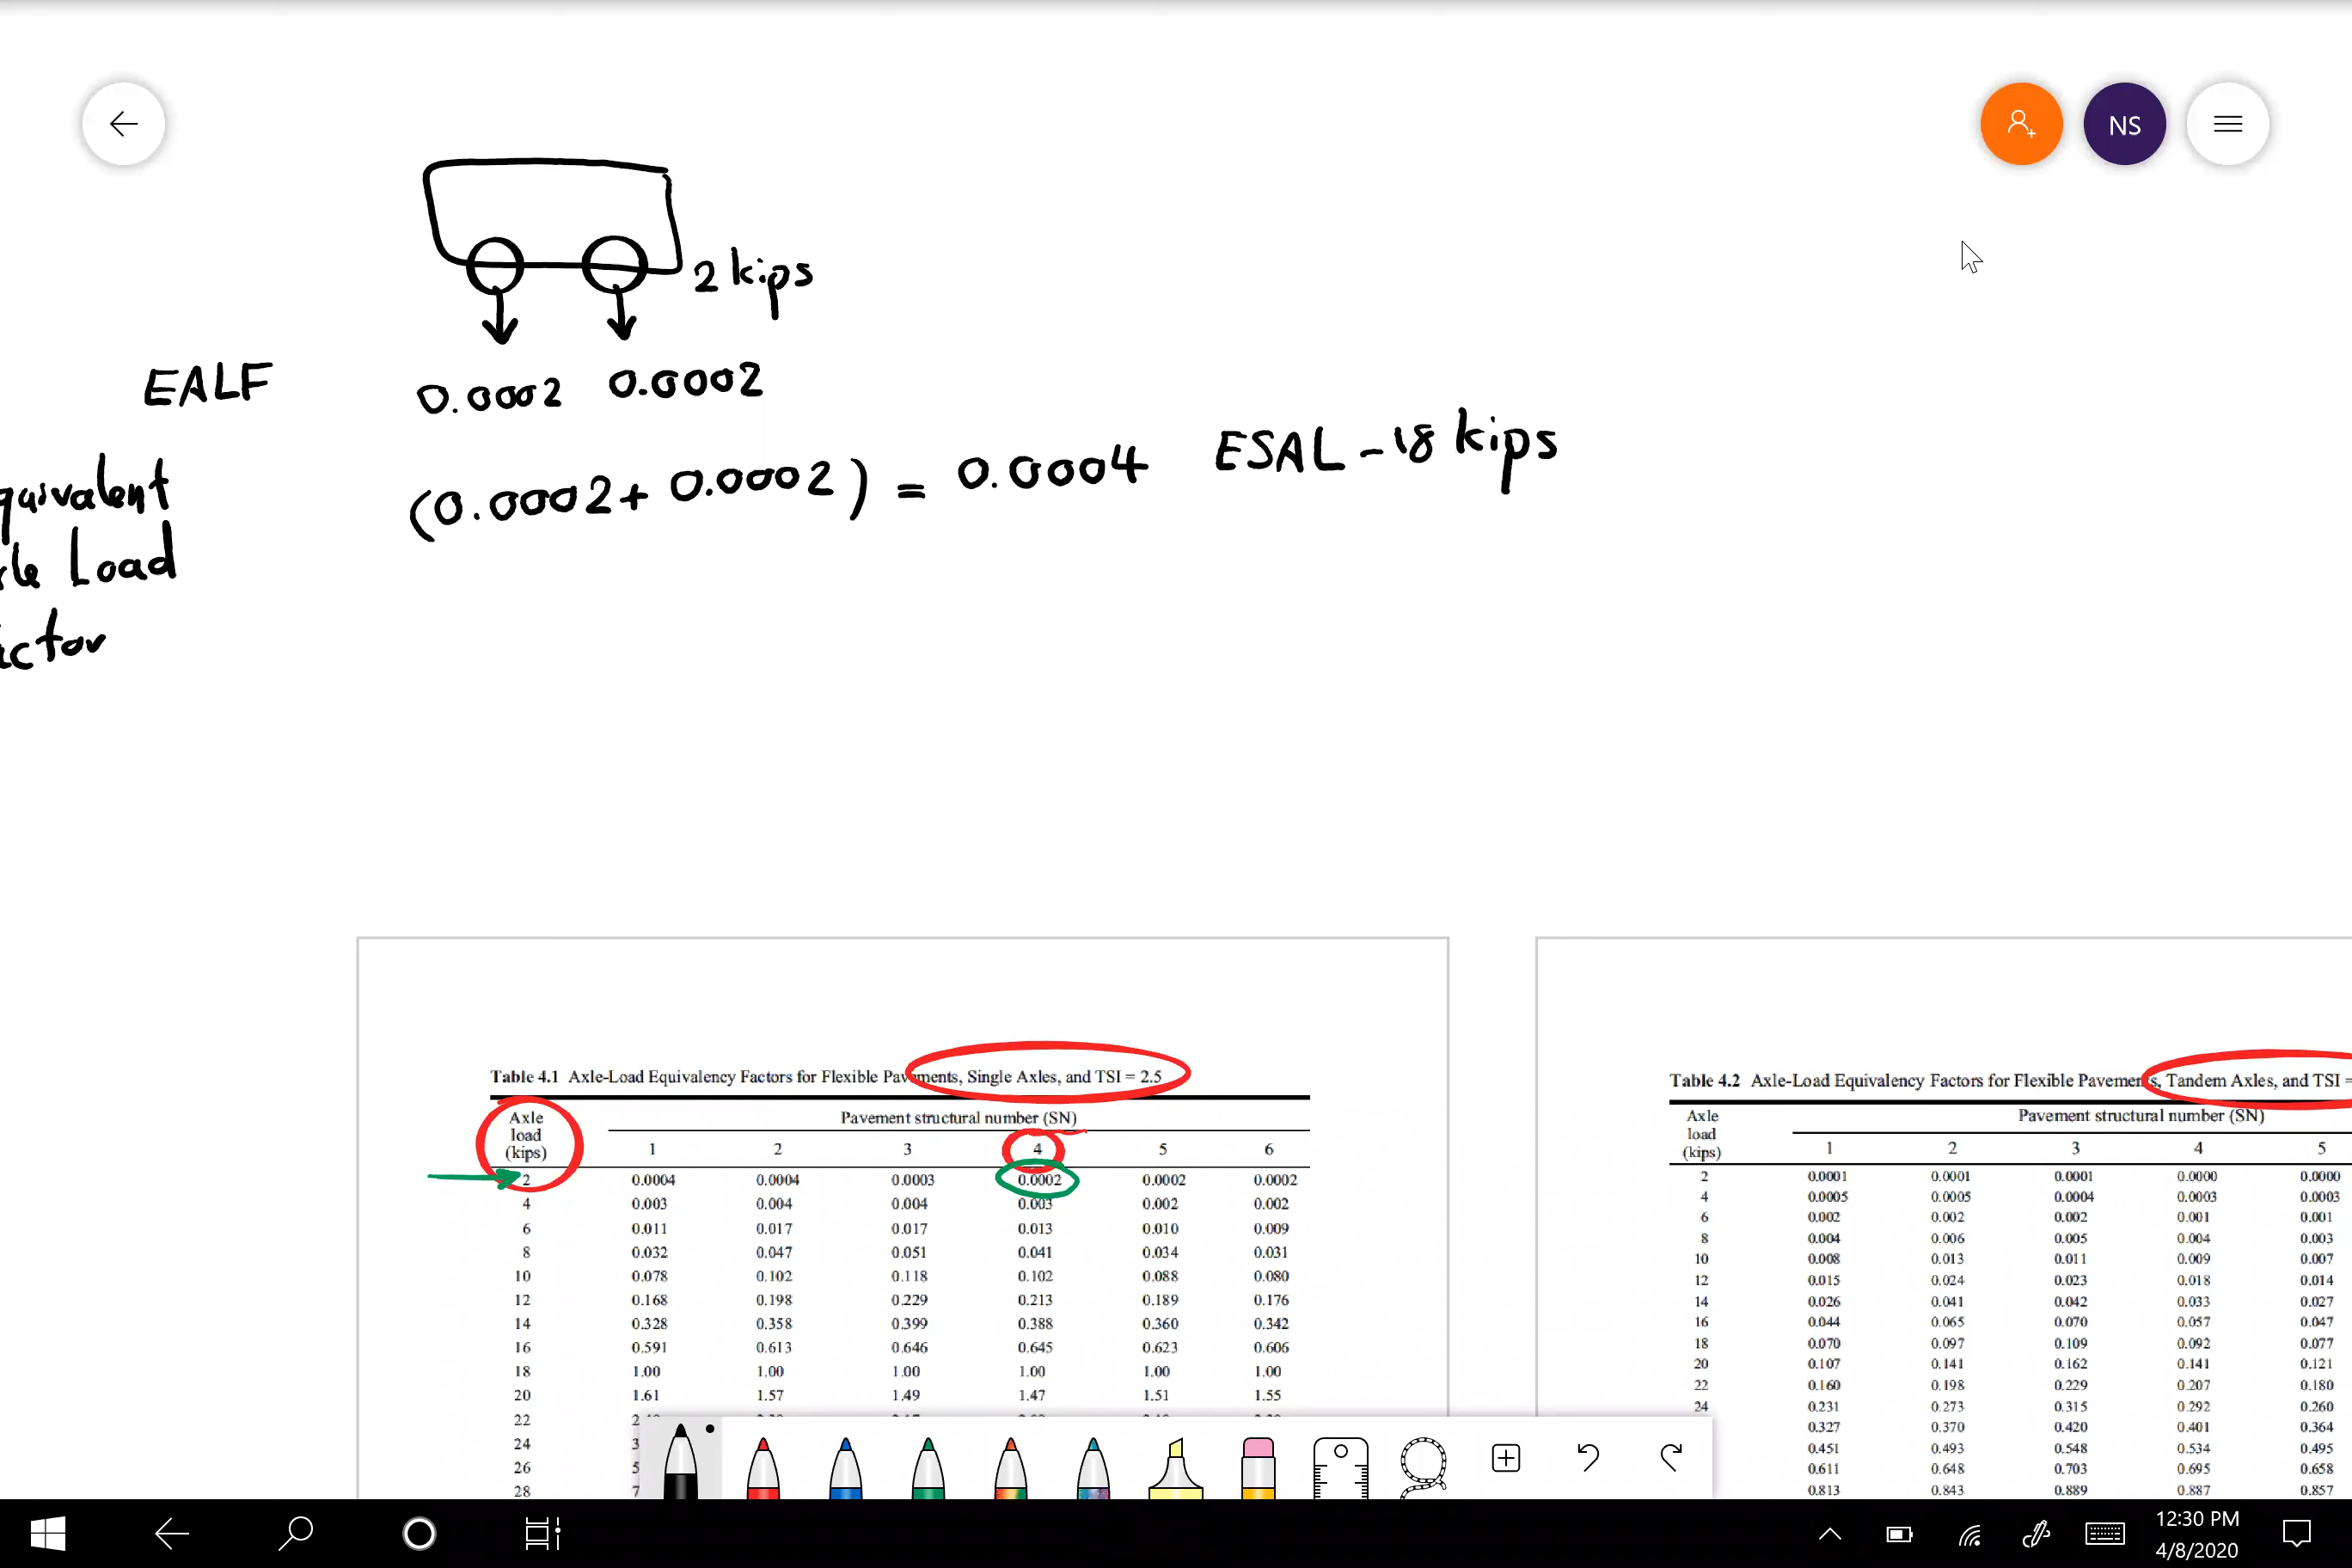 NS
2 kips
EALF 0.0002 0.0002
(0.0002+0.0002) = 0.0004 ESAL-18 kips
quivalent
le Load
ctor
Table 4.1 Axle-Load Equivalency Factors for Flexible Pavements, Single Axles, and TSI = 2.5
Axle load (kips) Pavement structural number (SN)
1 2 3 4 5 6
2 0.0004 0.0004 0.0003 0.0002 0.0002 0.0002
4 0.003 0.004 0.004 0.003 0.002 0.002
6 0.011 0.017 0.017 0.013 0.010 0.009
8 0.032 0.047 0.051 0.041 0.034 0.031
10 0.078 0.102 0.118 0.102 0.088 0.080
12 0.168 0.198 0.229 0.213 0.189 0.176
14 0.328 0.358 0.399 0.388 0.360 0.342
16 0.591 0.613 0.646 0.645 0.623 0.606
18 1.00 1.00 1.00 1.00 1.00 1.00
20 1.61 1.57 1.49 1.47 1.51 1.55
22 2
24 3
26 5
28 7
Table 4.2 Axle-Load Equivalency Factors for Flexible Pavements, Tandem Axles, and TSI =
Axle load (kips) Pavement structural number (SN)
1 2 3 4 5
2 0.0001 0.0001 0.0001 0.0000 0.0000
4 0.0005 0.0005 0.0004 0.0003 0.0003
6 0.002 0.002 0.002 0.001 0.001
8 0.004 0.006 0.005 0.004 0.003
10 0.008 0.013 0.011 0.009 0.007
12 0.015 0.024 0.023 0.018 0.014
14 0.026 0.041 0.042 0.033 0.027
16 0.044 0.065 0.070 0.057 0.047
18 0.070 0.097 0.109 0.092 0.077
20 0.107 0.141 0.162 0.141 0.121
22 0.160 0.198 0.229 0.207 0.180
24 0.231 0.273 0.315 0.292 0.260
0.327 0.370 0.420 0.401 0.364
0.451 0.493 0.548 0.534 0.495
0.611 0.648 0.703 0.695 0.658
0.813 0.843 0.889 0.887 0.857
12:30 PM
4/8/2020